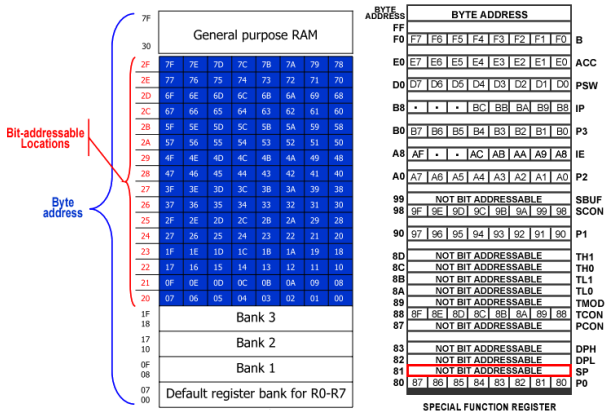 7F
General purpose RAM
30
2F 7F 7E 7D 7C 7B 7A 79 78
2E 77 76 75 74 73 72 71 70
2D 6F 6E 6D 6C 6B 6A 69 68
2C 67 66 65 64 63 62 61 60
2B 5F 5E 5D 5C 5B 5A 59 58
2A 57 56 55 54 53 52 51 50
29 4F 4E 4D 4C 4B 4A 49 48
28 47 46 45 44 43 42 41 40
27 3F 3E 3D 3C 3B 3A 39 38
26 37 36 35 34 33 32 31 30
25 2F 2E 2D 2C 2B 2A 29 28
24 27 26 25 24 23 22 21 20
23 1F 1E 1D 1C 1B 1A 19 18
22 17 16 15 14 13 12 11 10
21 0F 0E 0D 0C 0B 0A 09 08
20 07 06 05 04 03 02 01 00
1F
Bank 3
18
17
Bank 2
10
0F
Bank 1
08
07
Default register bank for R0-R7
00
Bit-addressable
Locations
Byte
address
BYTE
ADDRESS
BYTE ADDRESS
FF
F0 F7 F6 F5 F4 F3 F2 F1 F0 B
E0 E7 E6 E5 E4 E3 E2 E1 E0 ACC
D0 D7 D6 D5 D4 D3 D2 D1 D0 PSW
B8 - - - BC BB BA B9 B8 IP
B0 B7 B6 B5 B4 B3 B2 B1 B0 P3
A8 AF - - AC AB AA A9 A8 IE
A0 A7 A6 A5 A4 A3 A2 A1 A0 P2
99 NOT BIT ADDRESSABLE SBUF
98 9F 9E 9D 9C 9B 9A 99 98 SCON
90 97 96 95 94 93 92 91 90 P1
8D NOT BIT ADDRESSABLE TH1
8C NOT BIT ADDRESSABLE TH0
8B NOT BIT ADDRESSABLE TL1
8A NOT BIT ADDRESSABLE TL0
89 NOT BIT ADDRESSABLE TMOD
88 8F 8E 8D 8C 8B 8A 89 88 TCON
87 NOT BIT ADDRESSABLE PCON
83 NOT BIT ADDRESSABLE DPH
82 NOT BIT ADDRESSABLE DPL
81 NOT BIT ADDRESSABLE SP
80 87 86 85 84 83 82 81 80 P0
SPECIAL FUNCTION REGISTER